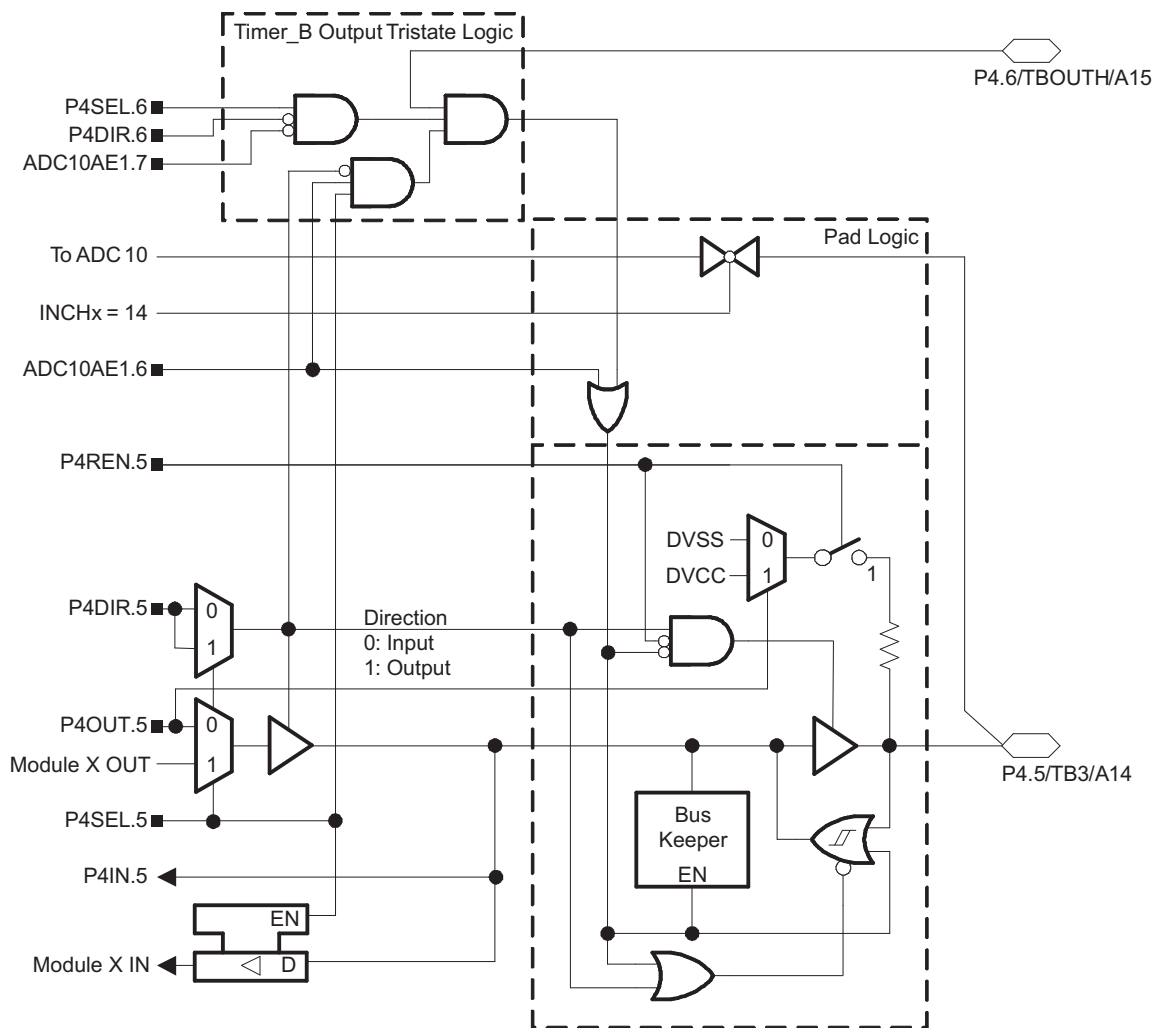 Timer_B Output Tristate Logic
P4.6/TBOUTH/A15
P4SEL.6
P4DIR.6
ADC10AE1.7
Pad Logic
To ADC 10
INCHx = 14
ADC10AE1.6
P4REN.5
DVSS
0
DVCC
1
1
P4DIR.5
0
1
Direction
0: Input
1: Output
P4OUT.5
0
Module X OUT
1
P4.5/TB3/A14
P4SEL.5
Bus
Keeper
EN
P4IN.5
EN
Module X IN
D